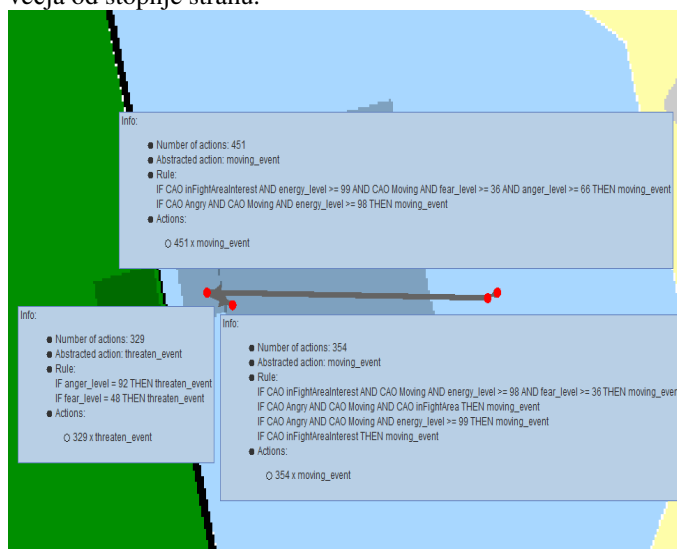 večja od stopnje strahu.
Info:
Number of actions: 451
Abstracted action: moving_event
Rule:
IF CAO inFightAreaInterest AND energy_level >= 99 AND CAO Moving AND fear_level >= 36 AND anger_level >= 66 THEN moving_event
IF CAO Angry AND CAO Moving AND energy_level >= 98 THEN moving_event
Actions:
451 x moving_event
Info:
Number of actions: 329
Abstracted action: threaten_event
Rule:
IF anger_level = 92 THEN threaten_event
IF fear_level = 48 THEN threaten_event
Actions:
329 x threaten_event
Info:
Number of actions: 354
Abstracted action: moving_event
Rule:
IF CAO inFightAreaInterest AND CAO Moving AND energy_level >= 98 AND fear_level >= 36 THEN moving_even
IF CAO Angry AND CAO Moving AND CAO inFightArea THEN moving_event
IF CAO Angry AND CAO Moving AND energy_level >= 99 THEN moving_event
IF CAO inFightAreaInterest THEN moving_event
Actions:
354 x moving_event